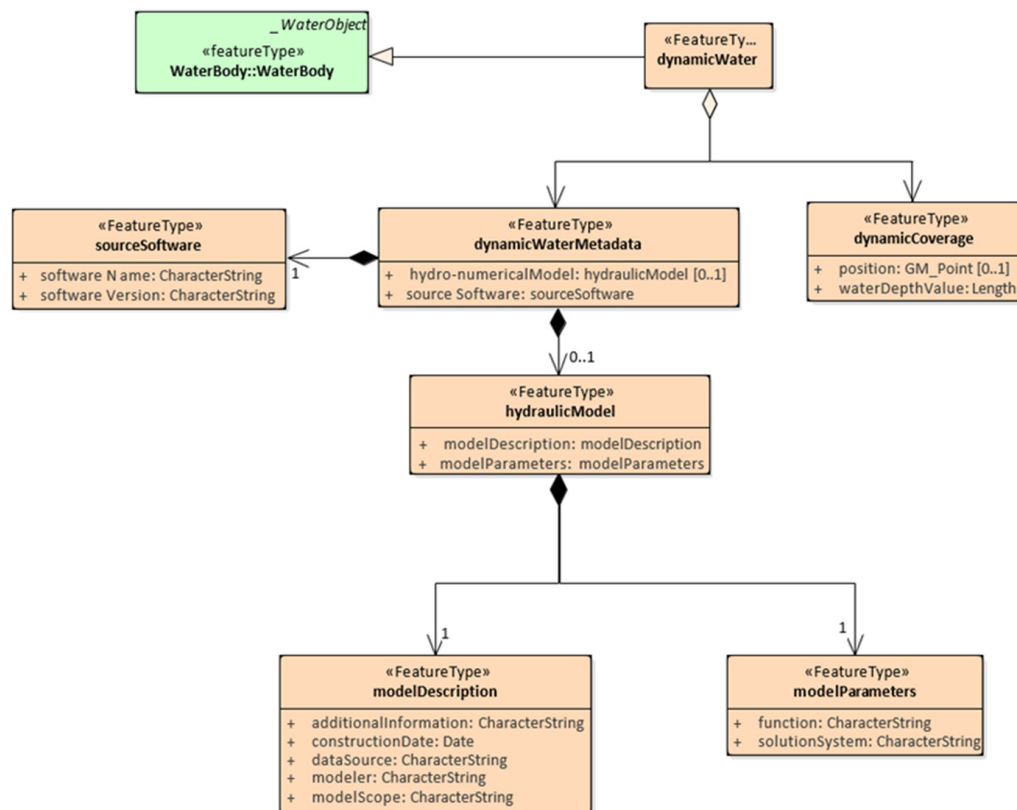 _WaterObject
«featureType»
WaterBody::WaterBody
«FeatureTy...
dynamicWater
«FeatureType»
sourceSoftware
+ software N ame: CharacterString
+ software Version: CharacterString
1
«FeatureType»
dynamicWaterMetadata
+ hydro-numericalModel: hydraulicModel [0..1]
+ source Software: sourceSoftware
«FeatureType»
dynamicCoverage
+ position: GM_Point [0..1]
+ waterDepthValue: Length
0..1
«FeatureType»
hydraulicModel
+ modelDescription: modelDescription
+ modelParameters: modelParameters
1
1
«FeatureType»
modelDescription
+ additionalInformation: CharacterString
+ constructionDate: Date
+ dataSource: CharacterString
+ modeler: CharacterString
+ modelScope: CharacterString
«FeatureType»
modelParameters
+ function: CharacterString
+ solutionSystem: CharacterString